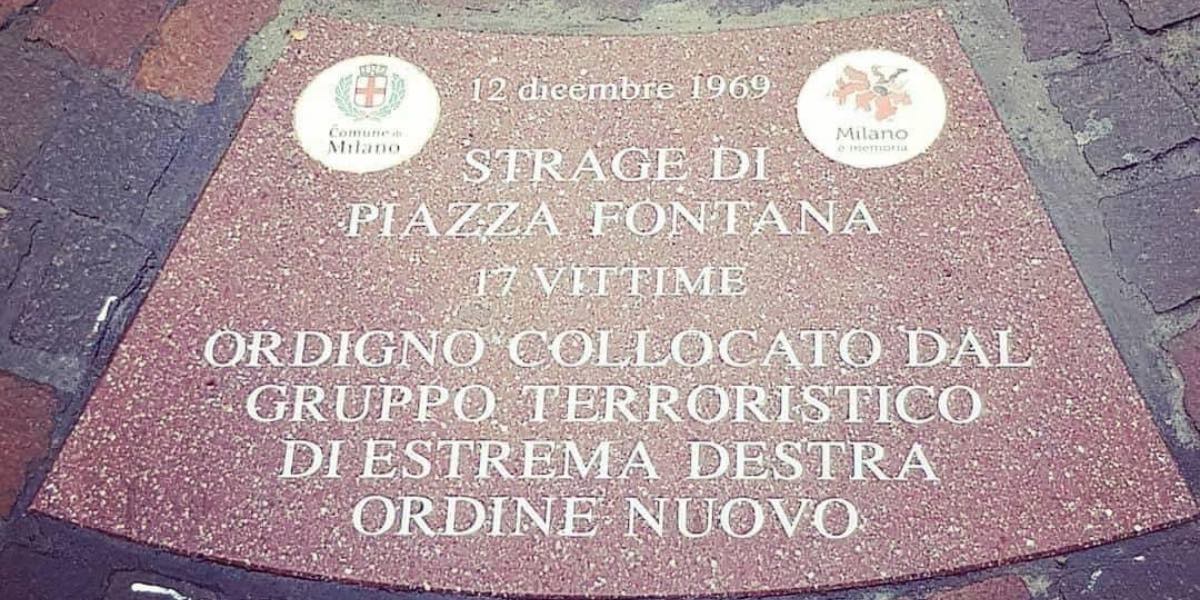 12 dicembre 1969
Comune di
Milano
Milano
è memoria
STRAGE DI
PIAZZA FONTANA
17 VITTIME
ORDIGNO COLLOCATO DAL
GRUPPO TERRORISTICO
DI ESTREMA DESTRA
ORDINE NUOVO